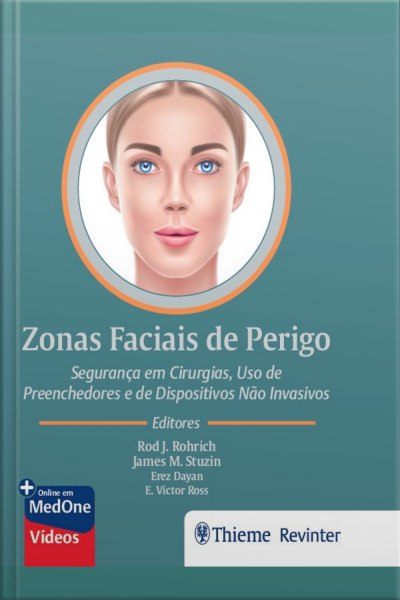 Zonas Faciais de Perigo
Segurança em Cirurgias, Uso de
Preenchedores e de Dispositivos Não Invasivos
Editores
Rod J. Rohrich
James M. Stuzin
Erez Dayan
E. Victor Ross
+ Online em
MedOne
Vídeos
Thieme Revinter